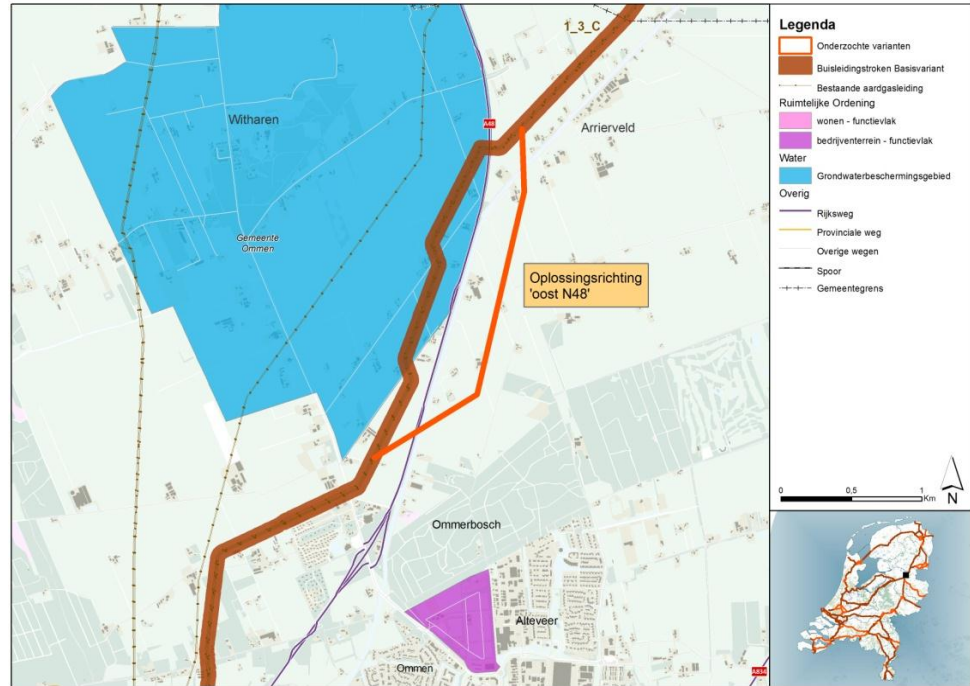 1_3_C
Witharen
A48
Arrierveld
Gemeente
Ommen
Oplossingsrichting
'oost N48'
Ommerbosch
Alteveer
Ommen
Legenda
Onderzochte varianten
Buisleidingstroken Basisvariant
Bestaande aardgasleiding
Ruimtelijke Ordening
wonen - functievlak
bedrijventerrein - functievlak
Water
Grondwaterbeschermingsgebied
Overig
Rijksweg
Provinciale weg
Overige wegen
Spoor
Gemeentegrens
N
0 0,5 1
Km